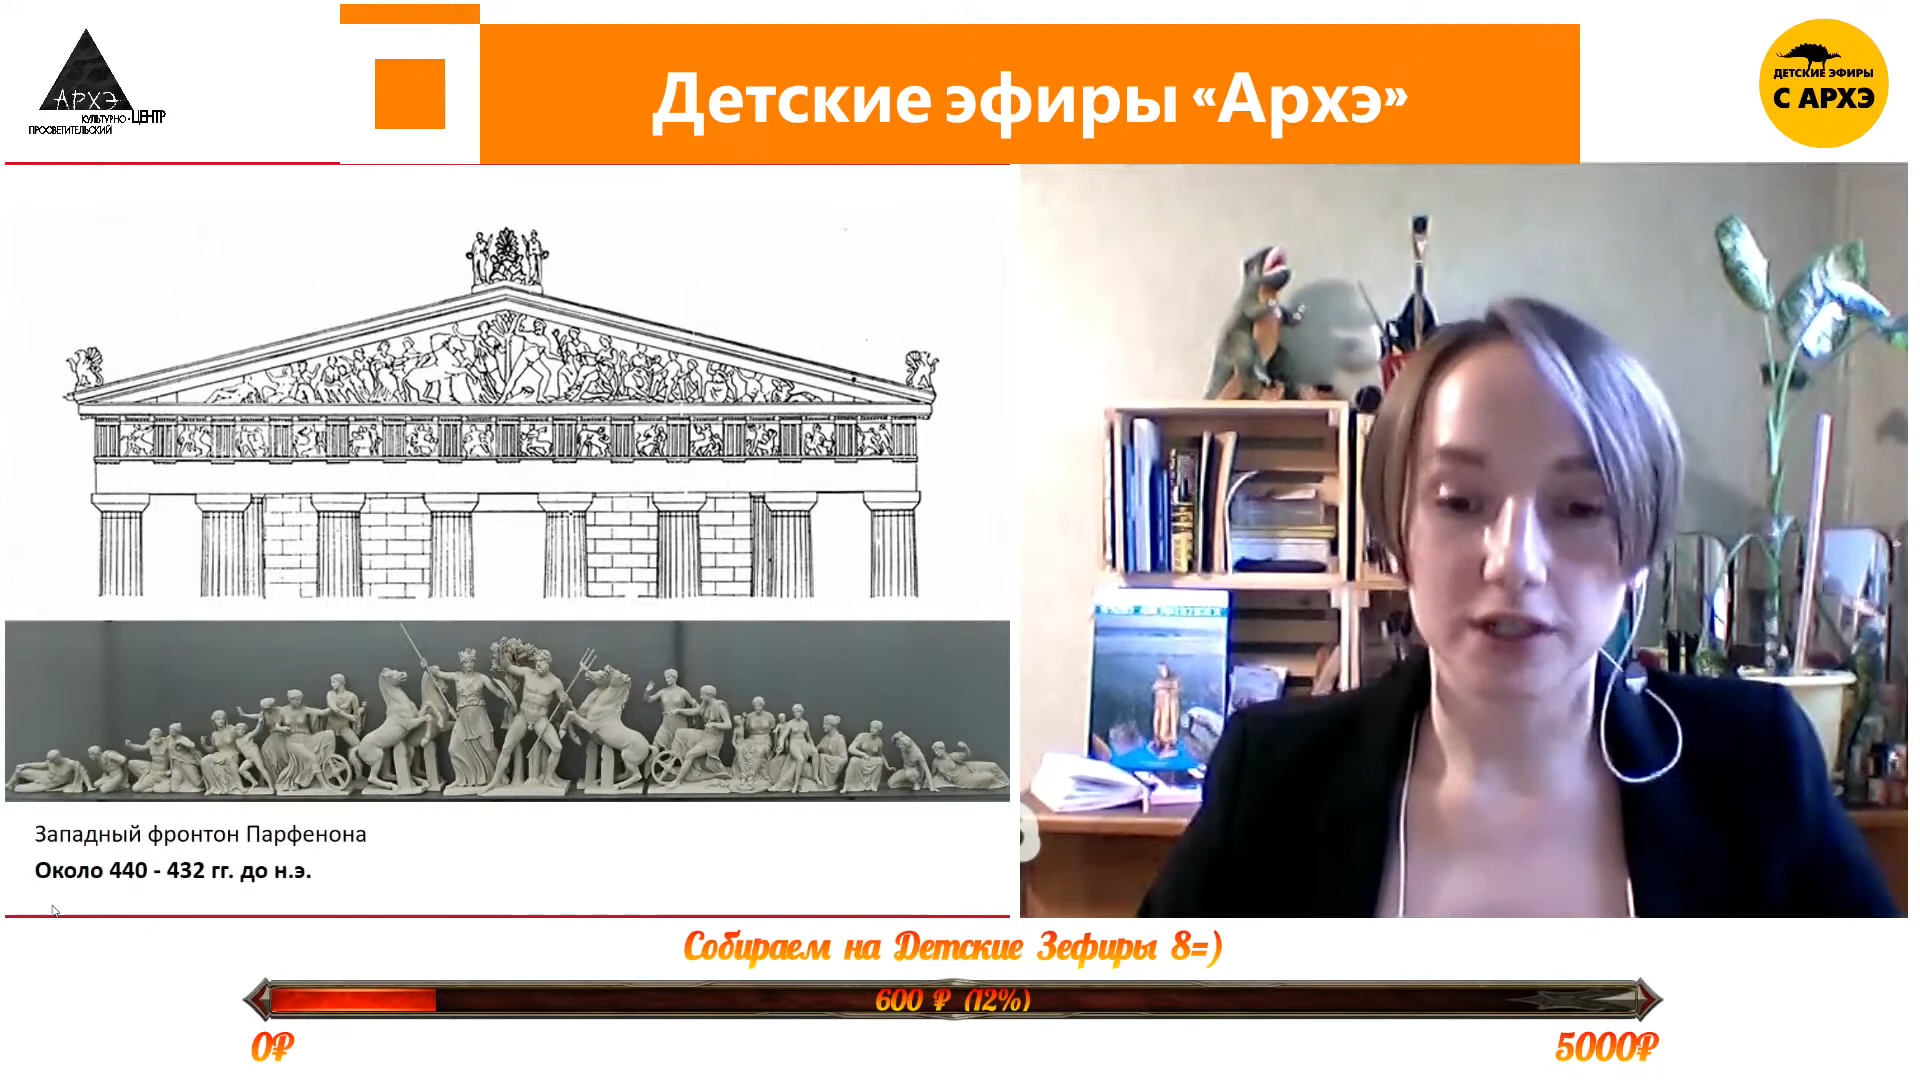 АРХЭ
КУЛЬТУРНО-
ПРОСВЕТИТЕЛЬСКИЙ ЦЕНТР
Детские эфиры «Архэ»
ДЕТСКИЕ ЭФИРЫ
С АРХЭ
Западный фронтон Парфенона
Около 440 - 432 гг. до н.э.
Собираем на Детские Зефиры 8=)
600 ₽ (12%)
0₽
5000₽